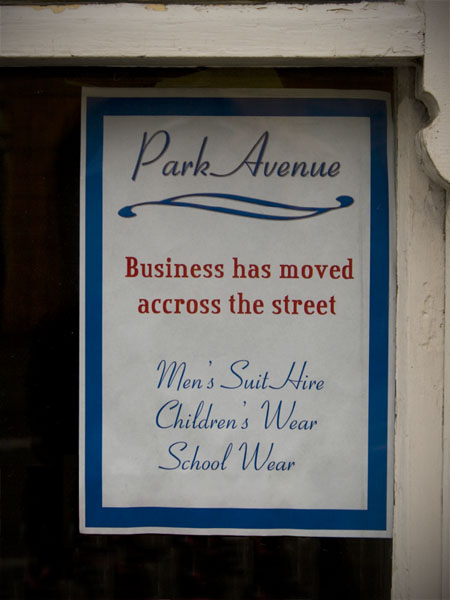 Park Avenue
Business has moved
accross the street
Men's Suit Hire
Children's Wear
School Wear